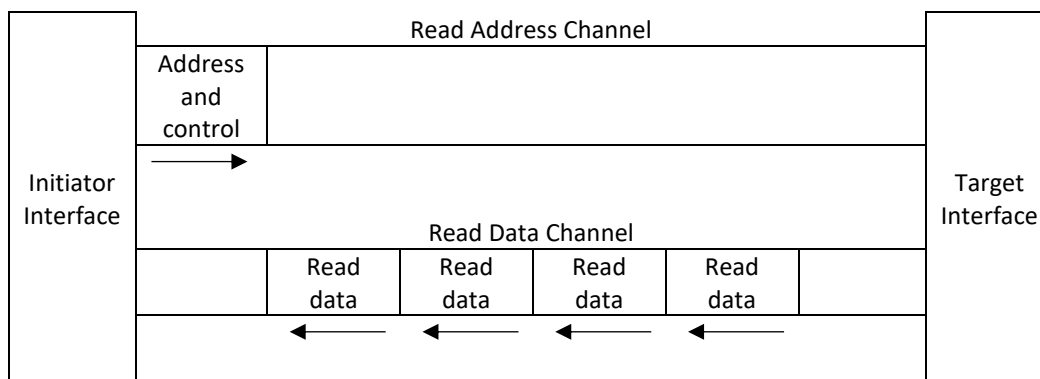 Read Address Channel
Address
and
control
Initiator
Interface
Target
Interface
Read Data Channel
Read
data
Read
data
Read
data
Read
data